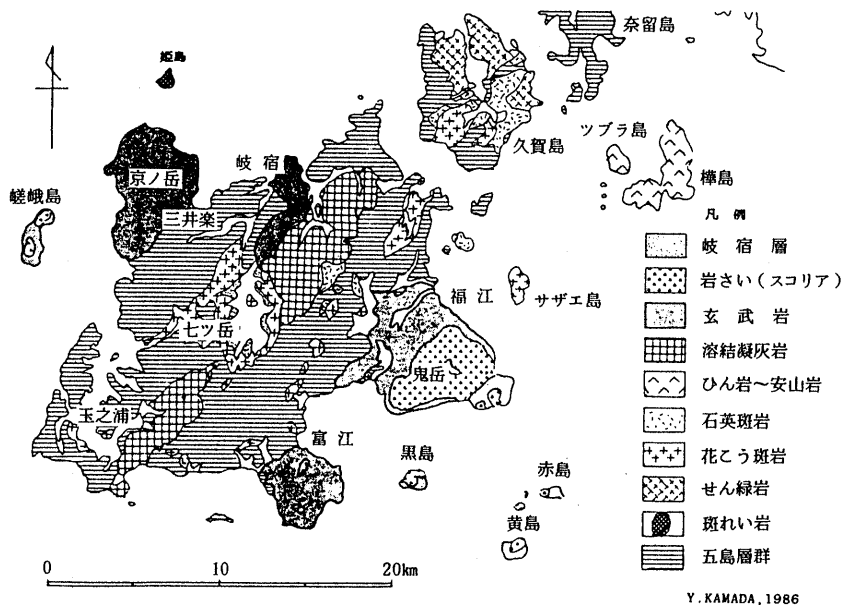 奈留島
姫島
久賀島
ツブラ島
樺島
岐宿
京ノ岳
嵯峨島
三井楽
福江
サザエ島
七ツ岳
鬼岳
玉之浦
富江
黒島
赤島
黄島
凡例
岐宿層
岩さい(スコリア)
玄武岩
溶結凝灰岩
ひん岩~安山岩
石英斑岩
花こう斑岩
せん緑岩
斑れい岩
五島層群
0 10 20km
Y.KAMADA,1986